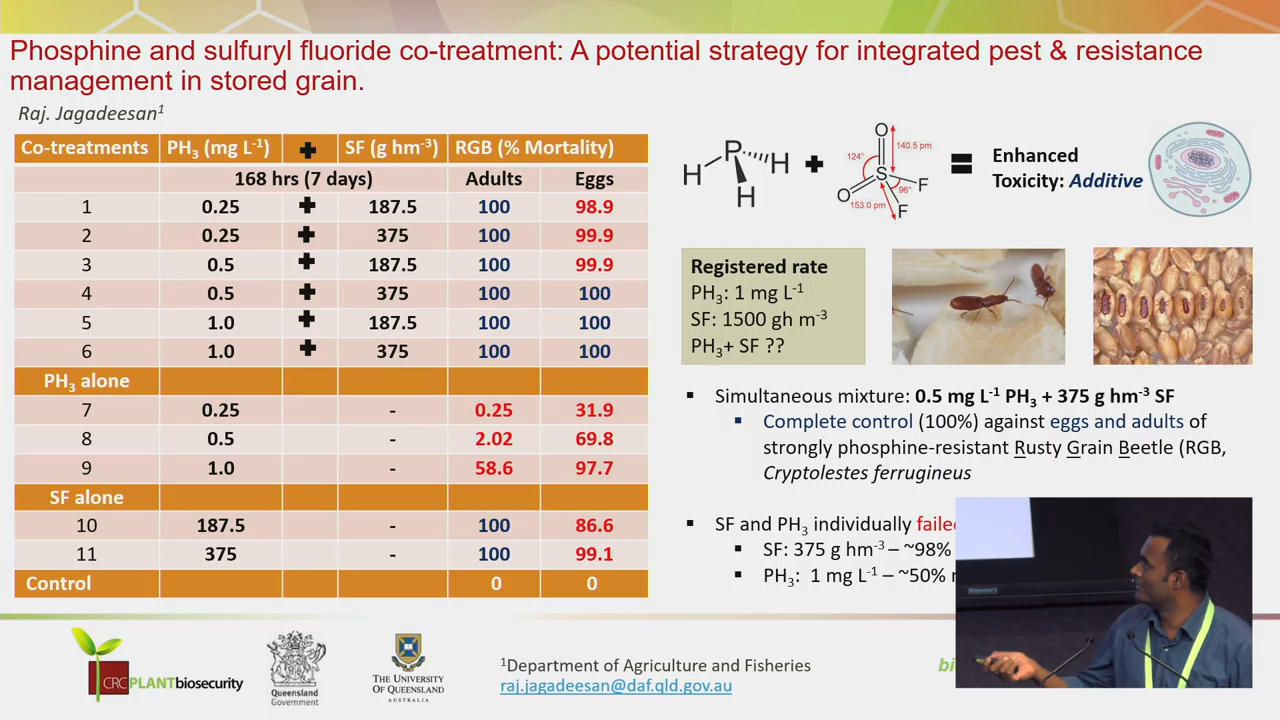 Phosphine and sulfuryl fluoride co-treatment: A potential strategy for integrated pest & resistance
management in stored grain.
Raj. Jagadeesan¹
Co-treatments PH₃ (mg L⁻¹) + SF (g hm⁻³) RGB (% Mortality)
168 hrs (7 days) Adults Eggs
1 0.25 + 187.5 100 98.9
2 0.25 + 375 100 99.9
3 0.5 + 187.5 100 99.9
4 0.5 + 375 100 100
5 1.0 + 187.5 100 100
6 1.0 + 375 100 100
PH₃ alone
7 0.25 - 0.25 31.9
8 0.5 - 2.02 69.8
9 1.0 - 58.6 97.7
SF alone
10 187.5 - 100 86.6
11 375 - 100 99.1
Control 0 0
H P H H + O S O F F 124° 140.5 pm 96° 153.0 pm =
Enhanced
Toxicity: Additive
Registered rate
PH₃: 1 mg L⁻¹
SF: 1500 gh m⁻³
PH₃+ SF ??
▪ Simultaneous mixture: 0.5 mg L⁻¹ PH₃ + 375 g hm⁻³ SF
▪ Complete control (100%) against eggs and adults of
strongly phosphine-resistant Rusty Grain Beetle (RGB,
Cryptolestes ferrugineus
▪ SF and PH₃ individually failed
▪ SF: 375 g hm⁻³ – ~98%
▪ PH₃: 1 mg L⁻¹ – ~50%
CRCPLANTbiosecurity
Queensland
Government
THE UNIVERSITY
OF QUEENSLAND
AUSTRALIA
¹Department of Agriculture and Fisheries
raj.jagadeesan@daf.qld.gov.au
bi
Stewart